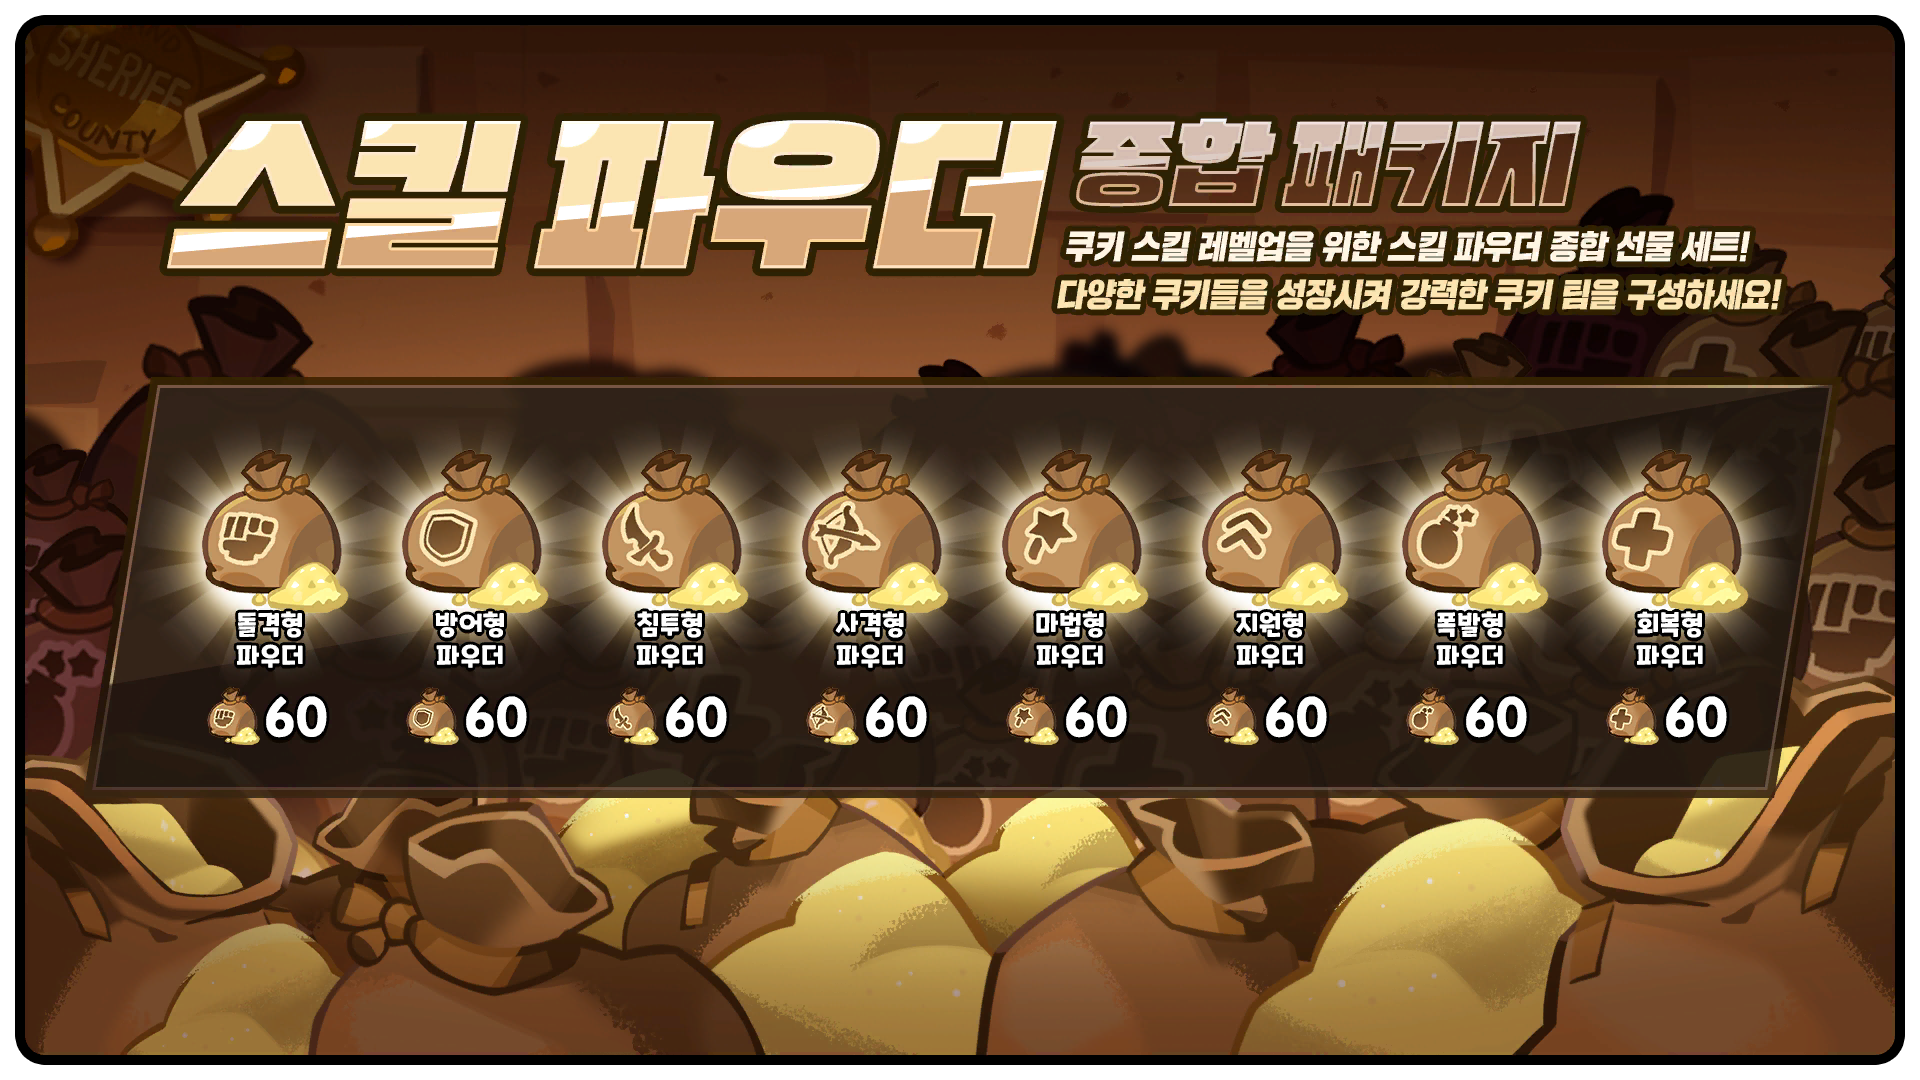 SHERIFF
COUNTY
스킬 파우더 종합 패키지
쿠키 스킬 레벨업을 위한 스킬 파우더 종합 선물 세트!
다양한 쿠키들을 성장시켜 강력한 쿠키 팀을 구성하세요!
돌격형 파우더
방어형 파우더
침투형 파우더
사격형 파우더
마법형 파우더
지원형 파우더
폭발형 파우더
회복형 파우더
60 60 60 60 60 60 60 60